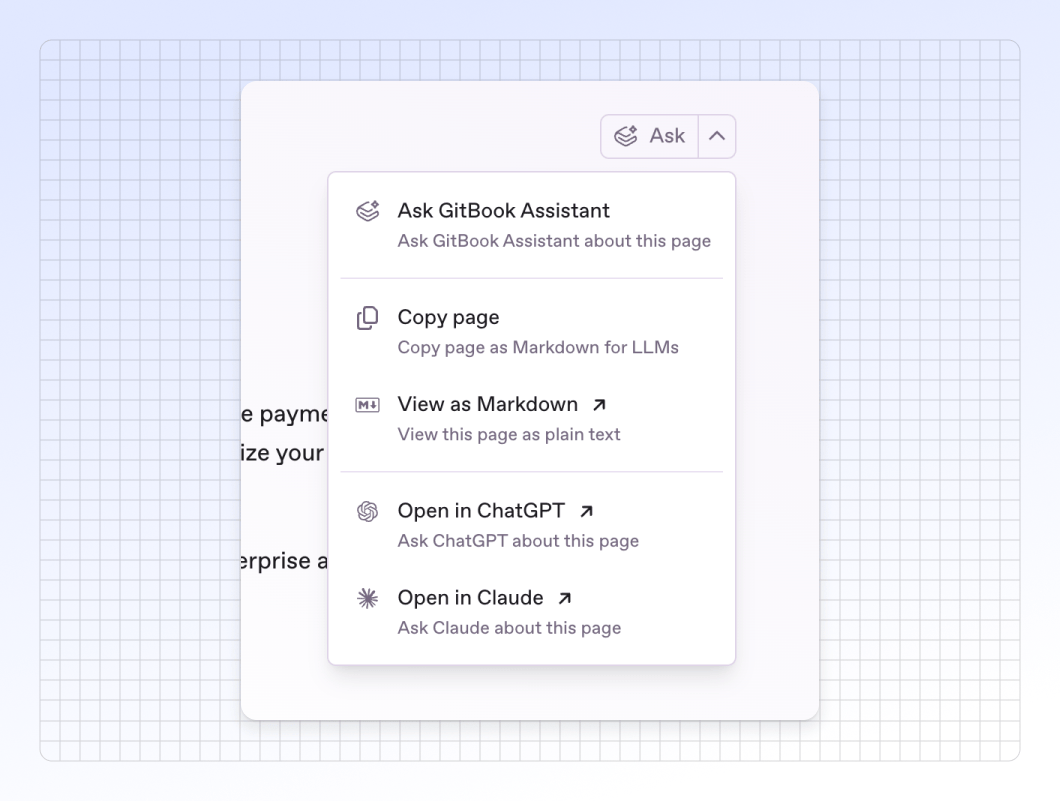 Ask
Ask GitBook Assistant
Ask GitBook Assistant about this page
Copy page
Copy page as Markdown for LLMs
M↓
View as Markdown ↗
View this page as plain text
e payme
ize your
erprise a
Open in ChatGPT ↗
Ask ChatGPT about this page
Open in Claude ↗
Ask Claude about this page